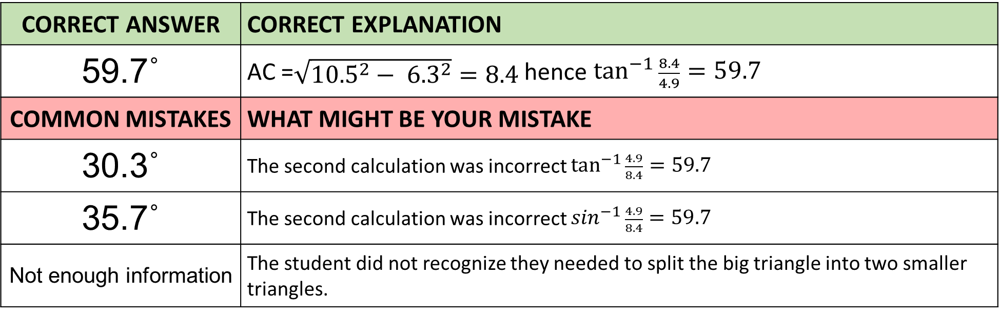 CORRECT ANSWER CORRECT EXPLANATION
59.7° AC =√10.5² − 6.3² = 8.4 hence tan⁻¹ 8.4/4.9 = 59.7
COMMON MISTAKES WHAT MIGHT BE YOUR MISTAKE
30.3° The second calculation was incorrect tan⁻¹ 4.9/8.4 = 59.7
35.7° The second calculation was incorrect sin⁻¹ 4.9/8.4 = 59.7
Not enough information The student did not recognize they needed to split the big triangle into two smaller
triangles.